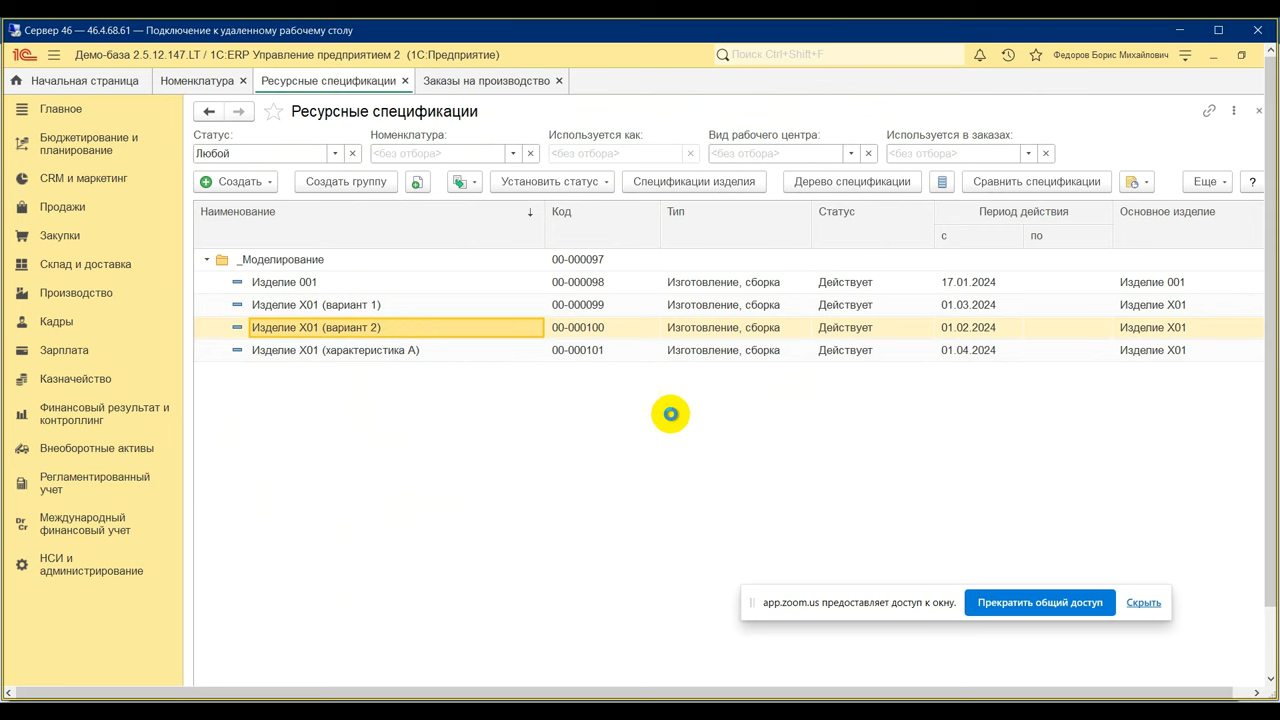 Сервер 46 — 46.4.68.61 — Подключение к удаленному рабочему столу
1С Демо-база 2.5.12.147.LT / 1С:ERP Управление предприятием 2 (1С:Предприятие)
Поиск Ctrl+Shift+F
Федоров Борис Михайлович
Начальная страница
Номенклатура ×
Ресурсные спецификации ×
Заказы на производство ×
Главное
Бюджетирование и
планирование
CRM и маркетинг
Продажи
Закупки
Склад и доставка
Производство
Кадры
Зарплата
Казначейство
Финансовый результат и
контроллинг
Внеоборотные активы
Регламентированный
учет
Dr
Cr
Международный
финансовый учет
НСИ и
администрирование
Ресурсные спецификации
Статус: Номенклатура: Используется как: Вид рабочего центра: Используется в заказах:
Любой <без отбора> <без отбора> <без отбора> <без отбора>
Создать Создать группу Установить статус Спецификации изделия Дерево спецификации Сравнить спецификации Еще ?
Наименование ↓ Код Тип Статус Период действия Основное изделие
с по
_Моделирование 00-000097
Изделие 001 00-000098 Изготовление, сборка Действует 17.01.2024 Изделие 001
Изделие X01 (вариант 1) 00-000099 Изготовление, сборка Действует 01.03.2024 Изделие X01
Изделие X01 (вариант 2) 00-000100 Изготовление, сборка Действует 01.02.2024 Изделие X01
Изделие X01 (характеристика А) 00-000101 Изготовление, сборка Действует 01.04.2024 Изделие X01
app.zoom.us предоставляет доступ к окну. Прекратить общий доступ Скрыть